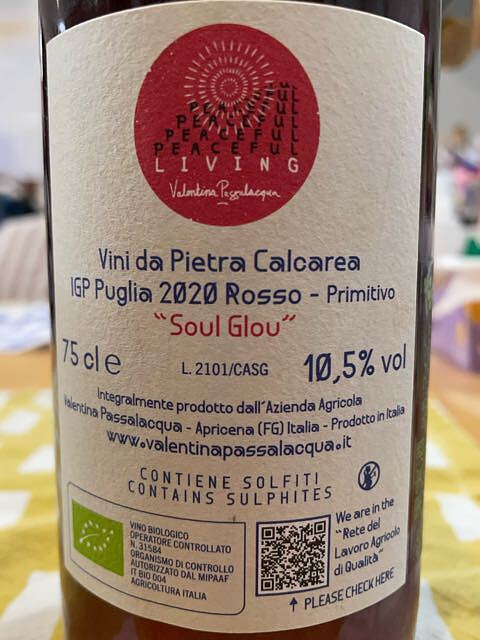 PEACEFUL
PEACEFUL
PEACEFUL
PEACEFUL
LIVING
Valentina Passalacqua
Vini da Pietra Calcarea
IGP Puglia 2020 Rosso - Primitivo
"Soul Glou"
75 cl e
L. 2101/CASG
10,5% vol
Integralmente prodotto dall'Azienda Agricola
Valentina Passalacqua - Apricena (FG) Italia - Prodotto in Italia
www.valentinapassalacqua.it
CONTIENE SOLFITI
CONTAINS SULPHITES
VINO BIOLOGICO
OPERATORE CONTROLLATO
N. 31584
ORGANISMO DI CONTROLLO
AUTORIZZATO DAL MIPAAF
IT BIO 004
AGRICOLTURA ITALIA
We are in the
"Rete del
Lavoro Agricolo
di Qualità"
↑ PLEASE CHECK HERE